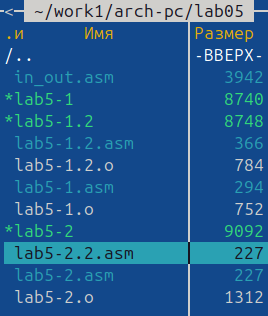 <— ~/work1/arch-pc/lab05
.и Имя Размер
/.. -ВВЕРХ-
in_out.asm 3942
*lab5-1 8740
*lab5-1.2 8748
lab5-1.2.asm 366
lab5-1.2.o 784
lab5-1.asm 294
lab5-1.o 752
*lab5-2 9092
lab5-2.2.asm 227
lab5-2.asm 227
lab5-2.o 1312